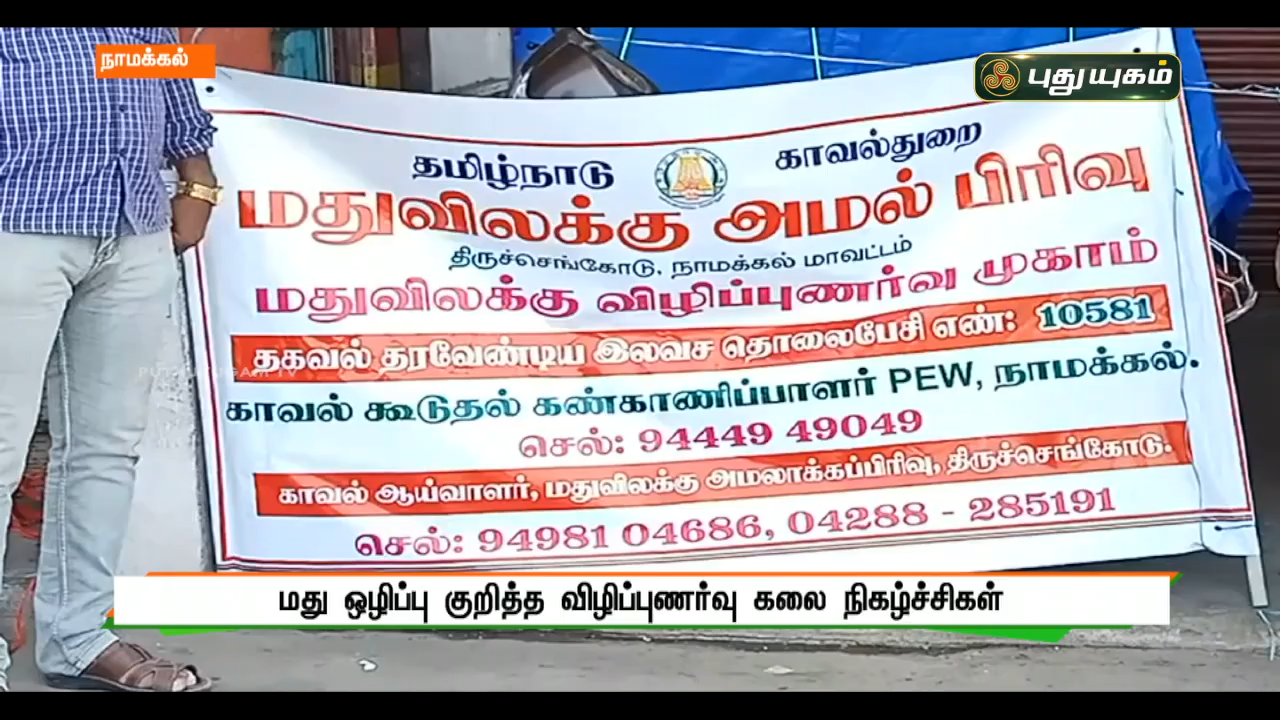 நாமக்கல்
புதுயுகம்
தமிழ்நாடு காவல்துறை
மதுவிலக்கு அமல் பிரிவு
திருச்செங்கோடு, நாமக்கல் மாவட்டம்
மதுவிலக்கு விழிப்புணர்வு முகாம்
தகவல் தரவேண்டிய இலவச தொலைபேசி எண்: 10581
காவல் கூடுதல் கண்காணிப்பாளர் PEW, நாமக்கல்.
செல்: 94449 49049
காவல் ஆய்வாளர், மதுவிலக்கு அமலாக்கப்பிரிவு, திருச்செங்கோடு.
செல்: 94981 04686, 04288 - 285191
மது ஒழிப்பு குறித்த விழிப்புணர்வு கலை நிகழ்ச்சிகள்